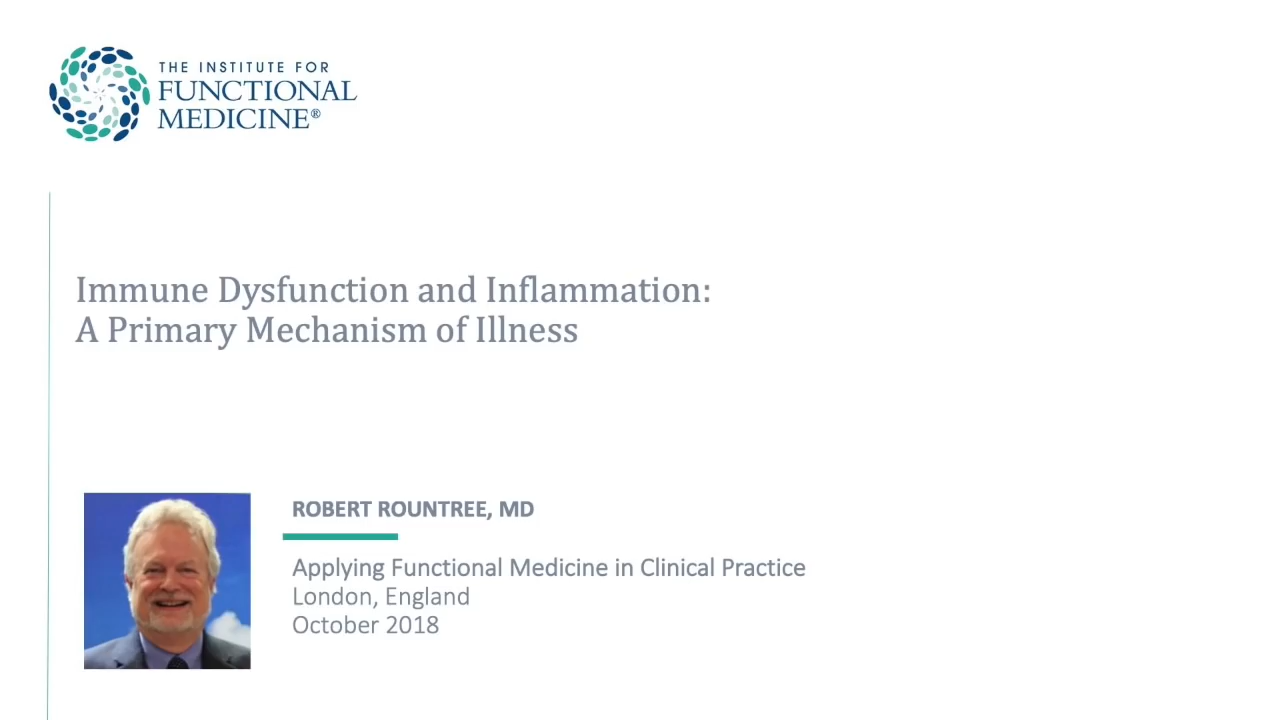 THE INSTITUTE FOR
FUNCTIONAL
MEDICINE®
Immune Dysfunction and Inflammation:
A Primary Mechanism of Illness
ROBERT ROUNTREE, MD
Applying Functional Medicine in Clinical Practice
London, England
October 2018